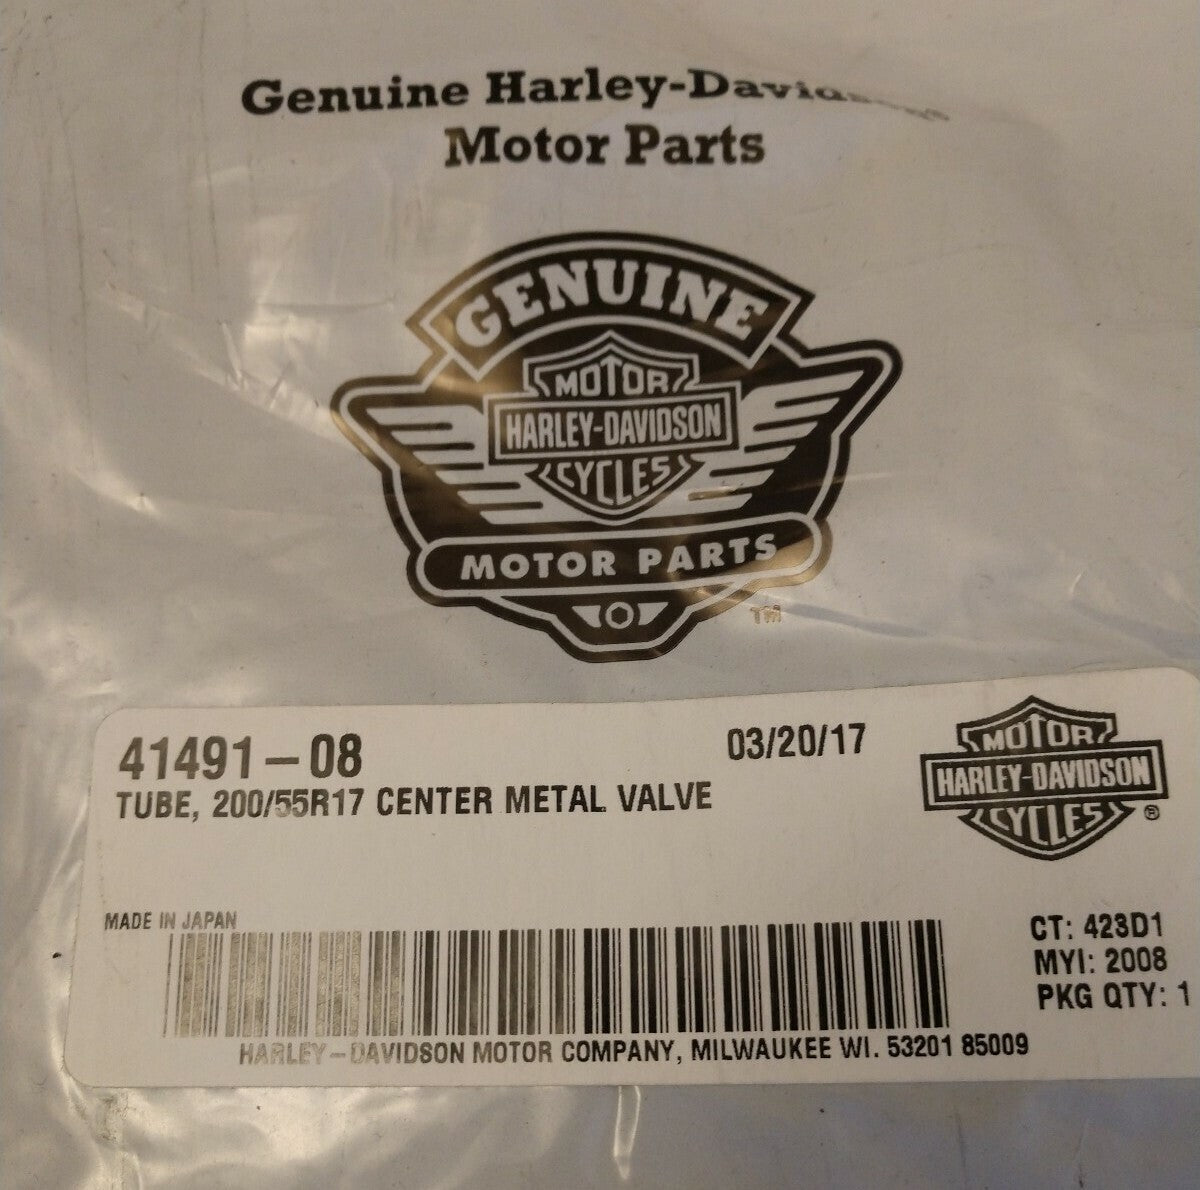 Genuine Harley-Davidson®
Motor Parts
GENUINE
MOTOR
HARLEY-DAVIDSON
CYCLES
MOTOR PARTS
TM
41491-08
03/20/17
TUBE, 200/55R17 CENTER METAL VALVE
MOTOR
HARLEY-DAVIDSON
CYCLES
®
MADE IN JAPAN
CT: 423D1
MYI: 2008
PKG QTY: 1
HARLEY-DAVIDSON MOTOR COMPANY, MILWAUKEE WI. 53201 85009